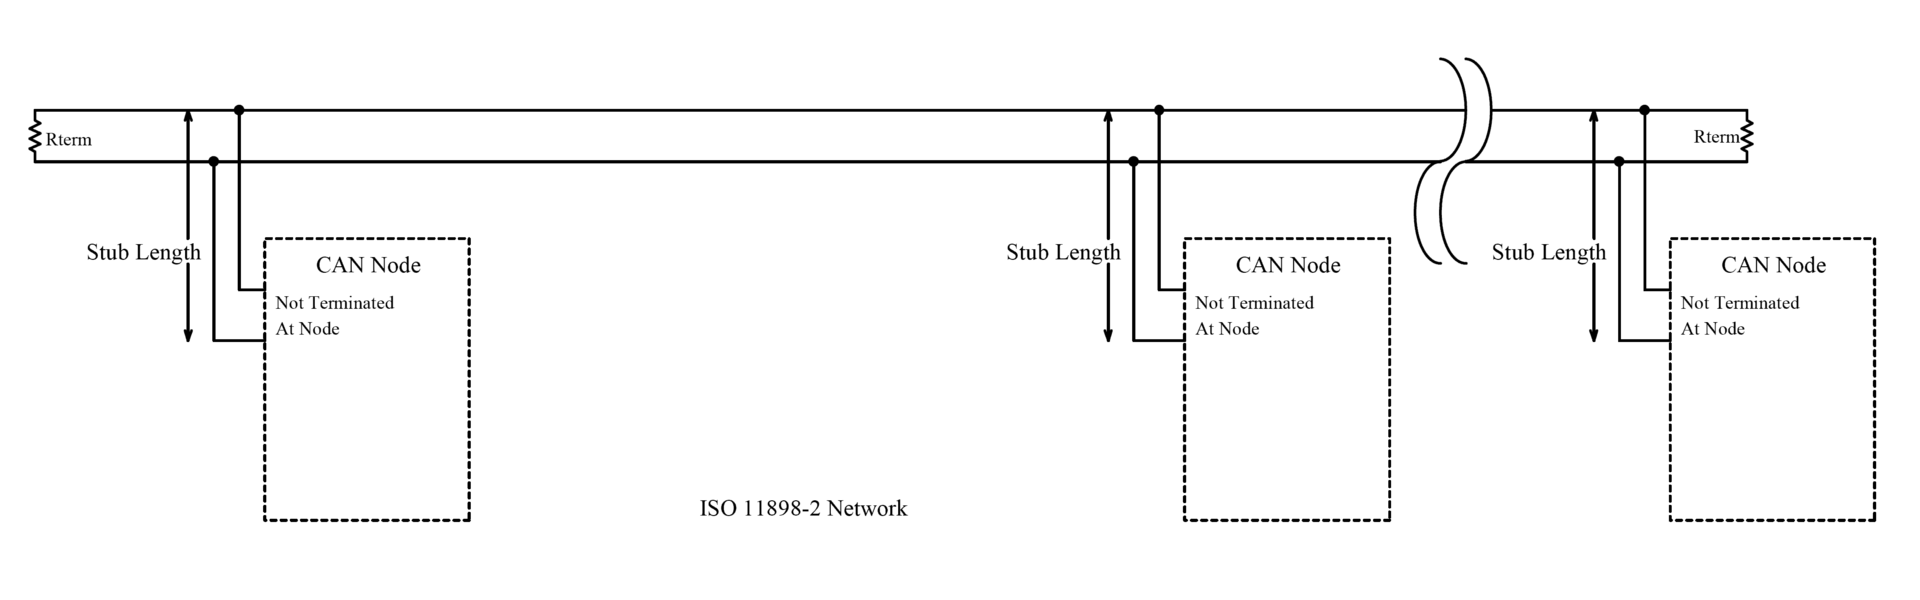 Rterm
Rterm
Stub Length
CAN Node
Not Terminated
At Node
Stub Length
CAN Node
Not Terminated
At Node
Stub Length
CAN Node
Not Terminated
At Node
ISO 11898-2 Network